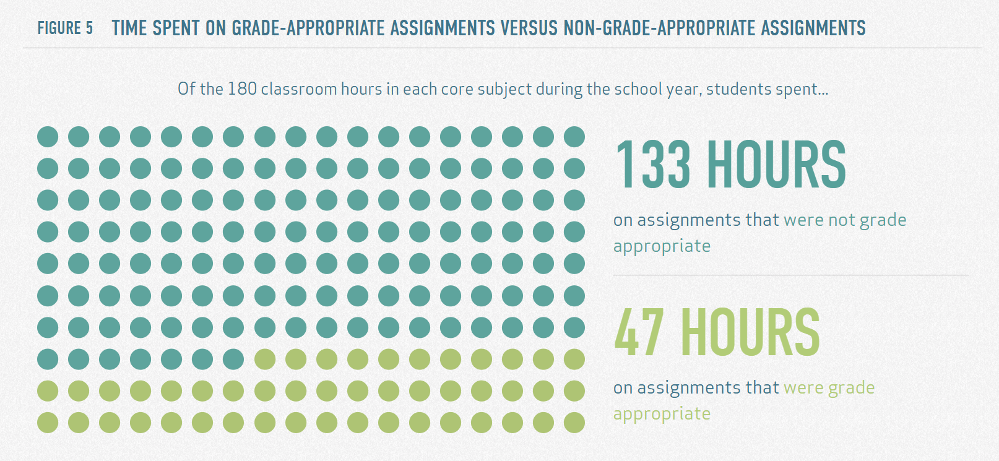 FIGURE 5 TIME SPENT ON GRADE-APPROPRIATE ASSIGNMENTS VERSUS NON-GRADE-APPROPRIATE ASSIGNMENTS
Of the 180 classroom hours in each core subject during the school year, students spent...
133 HOURS
on assignments that were not grade
appropriate
47 HOURS
on assignments that were grade
appropriate